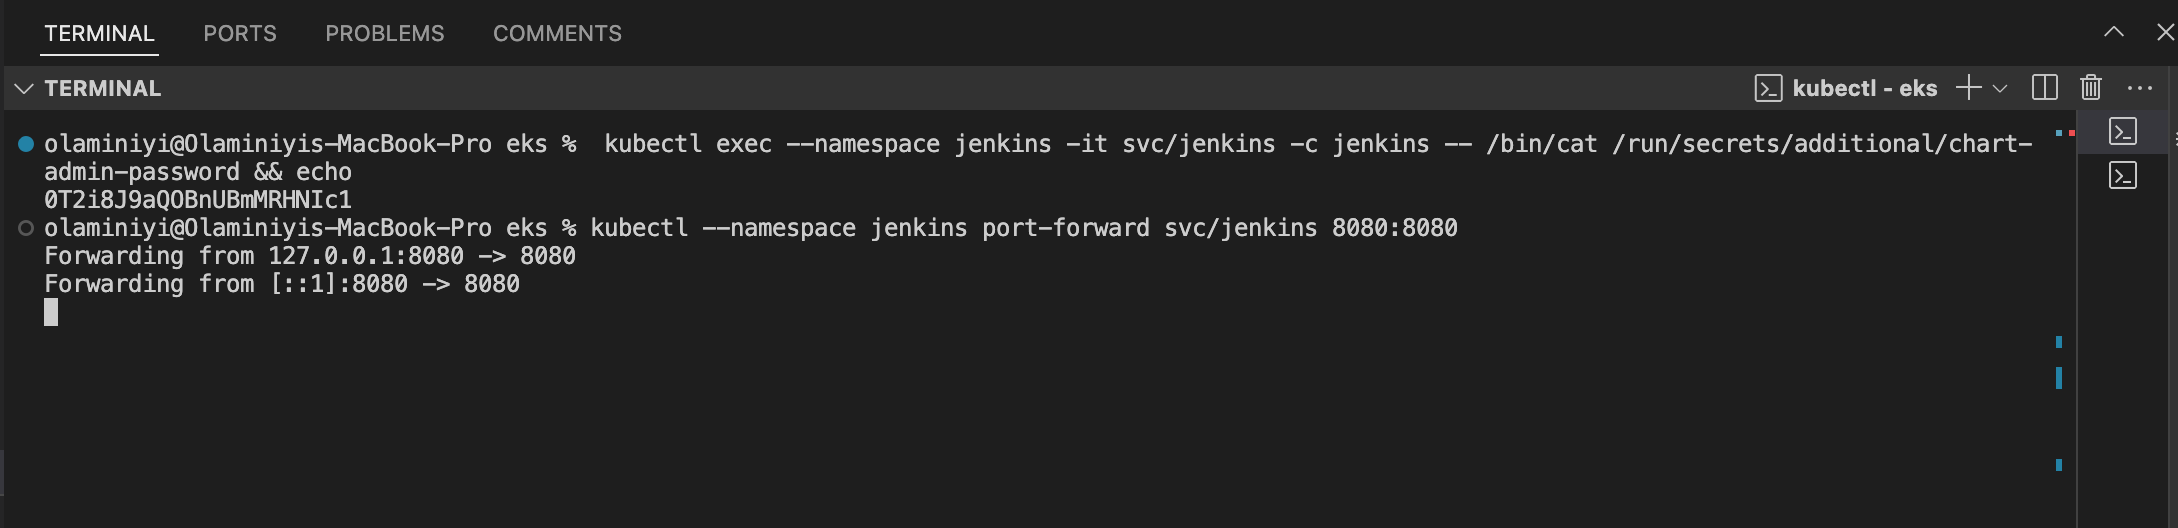 TERMINAL PORTS PROBLEMS COMMENTS
TERMINAL kubectl - eks
olaminiyi@Olaminiyis-MacBook-Pro eks %  kubectl exec --namespace jenkins -it svc/jenkins -c jenkins -- /bin/cat /run/secrets/additional/chart-
admin-password && echo
0T2i8J9aQOBnUBmMRHNIc1
olaminiyi@Olaminiyis-MacBook-Pro eks % kubectl --namespace jenkins port-forward svc/jenkins 8080:8080
Forwarding from 127.0.0.1:8080 -> 8080
Forwarding from [::1]:8080 -> 8080